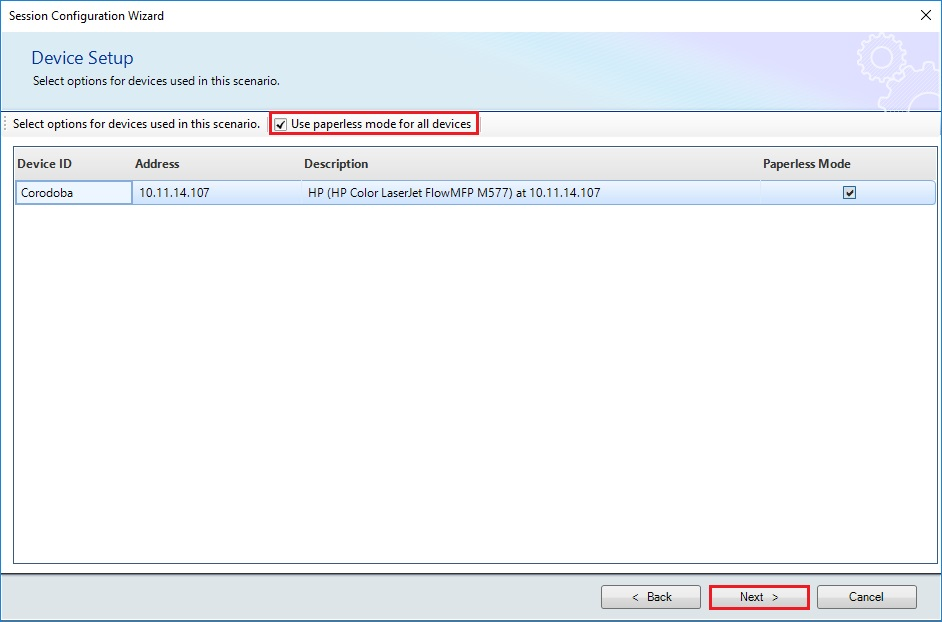 Session Configuration Wizard
Device Setup
Select options for devices used in this scenario.
Select options for devices used in this scenario. Use paperless mode for all devices
Device ID Address Description Paperless Mode
Corodoba 10.11.14.107 HP (HP Color LaserJet FlowMFP M577) at 10.11.14.107
< Back Next > Cancel